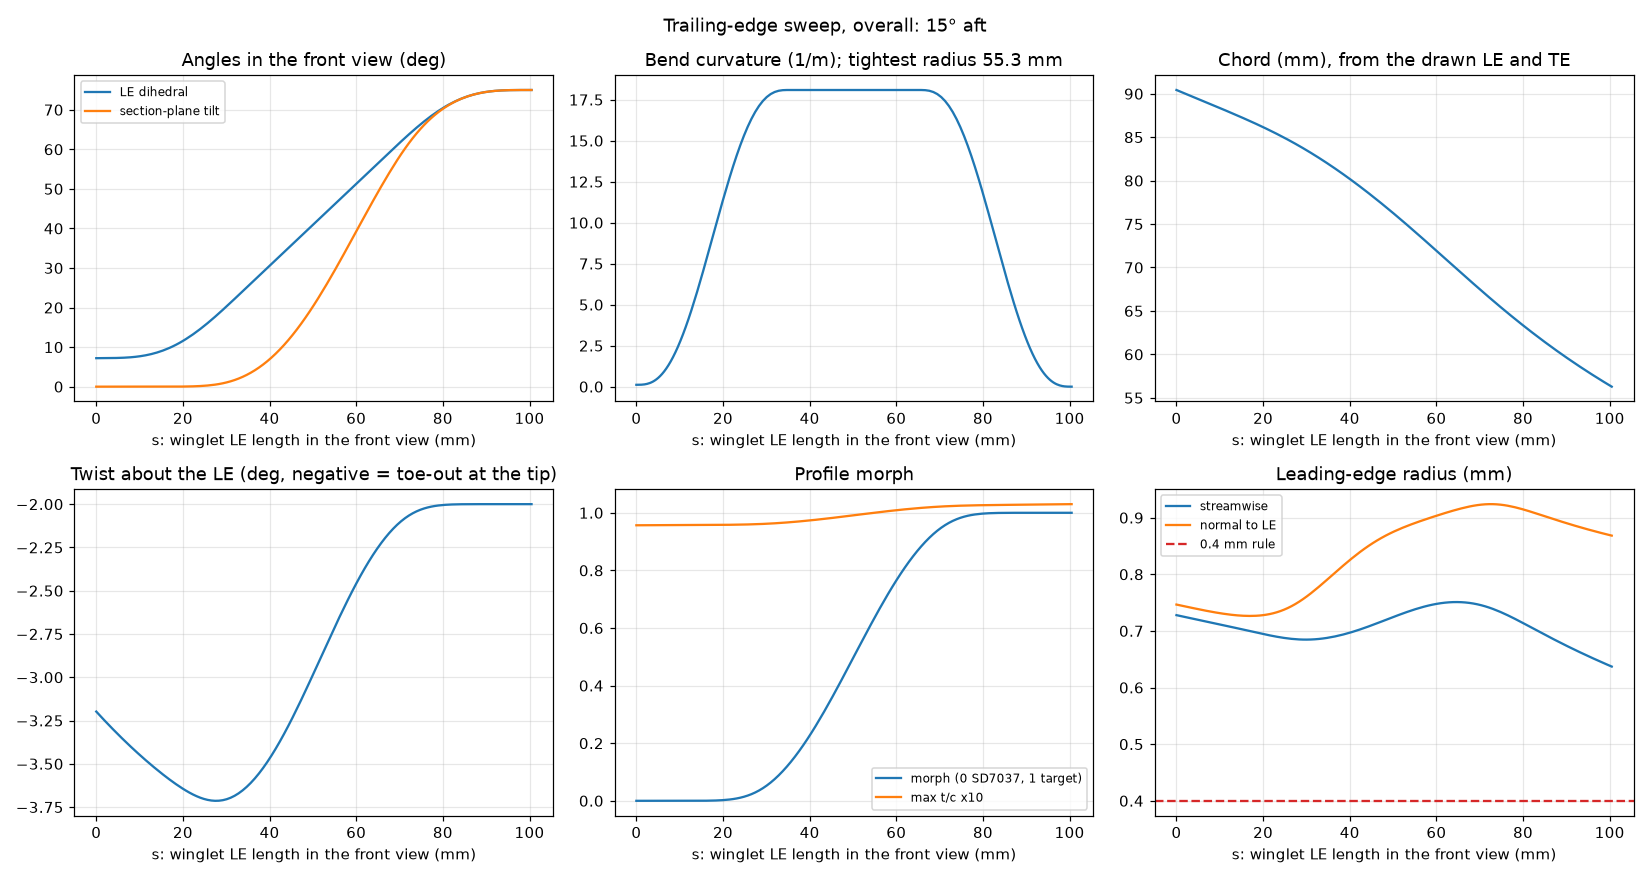 Trailing-edge sweep, overall: 15° aft
Angles in the front view (deg)
LE dihedral
section-plane tilt
70
60
50
40
30
20
10
0
0 20 40 60 80 100
s: winglet LE length in the front view (mm)
Bend curvature (1/m); tightest radius 55.3 mm
17.5
15.0
12.5
10.0
7.5
5.0
2.5
0.0
0 20 40 60 80 100
s: winglet LE length in the front view (mm)
Chord (mm), from the drawn LE and TE
90
85
80
75
70
65
60
55
0 20 40 60 80 100
s: winglet LE length in the front view (mm)
Twist about the LE (deg, negative = toe-out at the tip)
−2.00
−2.25
−2.50
−2.75
−3.00
−3.25
−3.50
−3.75
0 20 40 60 80 100
s: winglet LE length in the front view (mm)
Profile morph
1.0
0.8
0.6
0.4
0.2
0.0
morph (0 SD7037, 1 target)
max t/c x10
0 20 40 60 80 100
s: winglet LE length in the front view (mm)
Leading-edge radius (mm)
streamwise
normal to LE
0.4 mm rule
0.9
0.8
0.7
0.6
0.5
0.4
0 20 40 60 80 100
s: winglet LE length in the front view (mm)